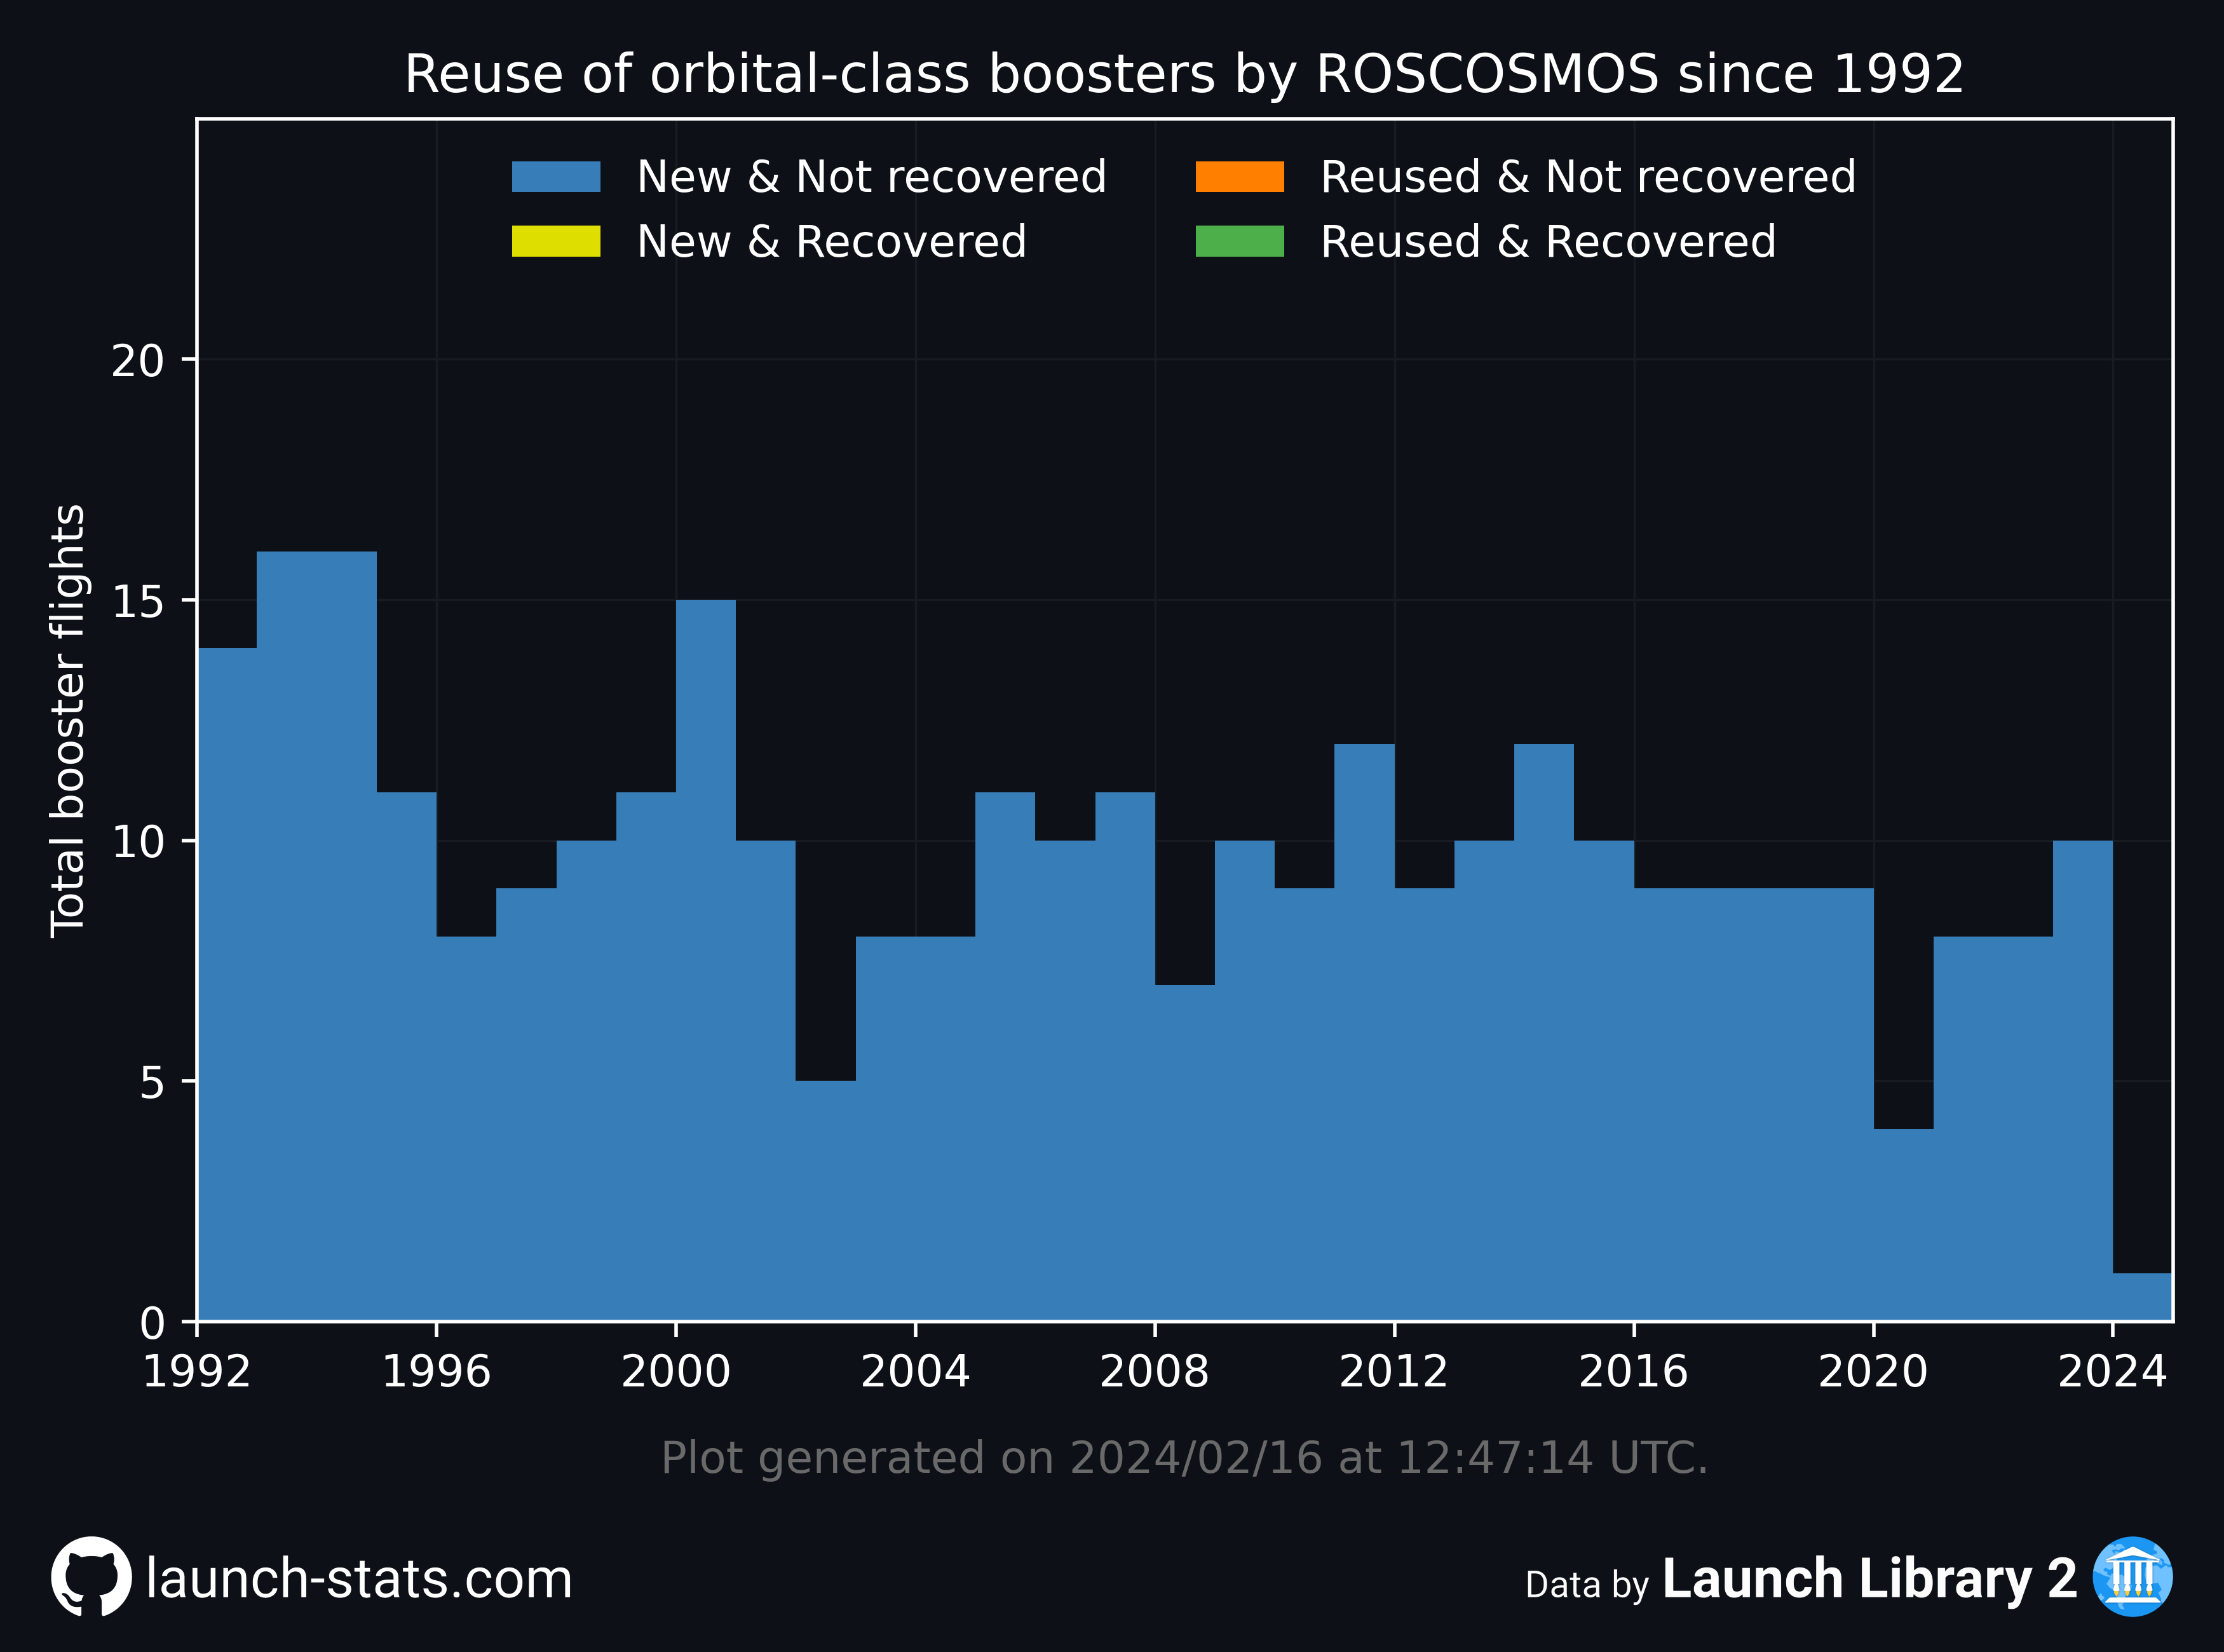 Reuse of orbital-class boosters by ROSCOSMOS since 1992
New & Not recovered
New & Recovered
Reused & Not recovered
Reused & Recovered
Total booster flights
20
15
10
5
0
1992 1996 2000 2004 2008 2012 2016 2020 2024
Plot generated on 2024/02/16 at 12:47:14 UTC.
launch-stats.com
Data by Launch Library 2